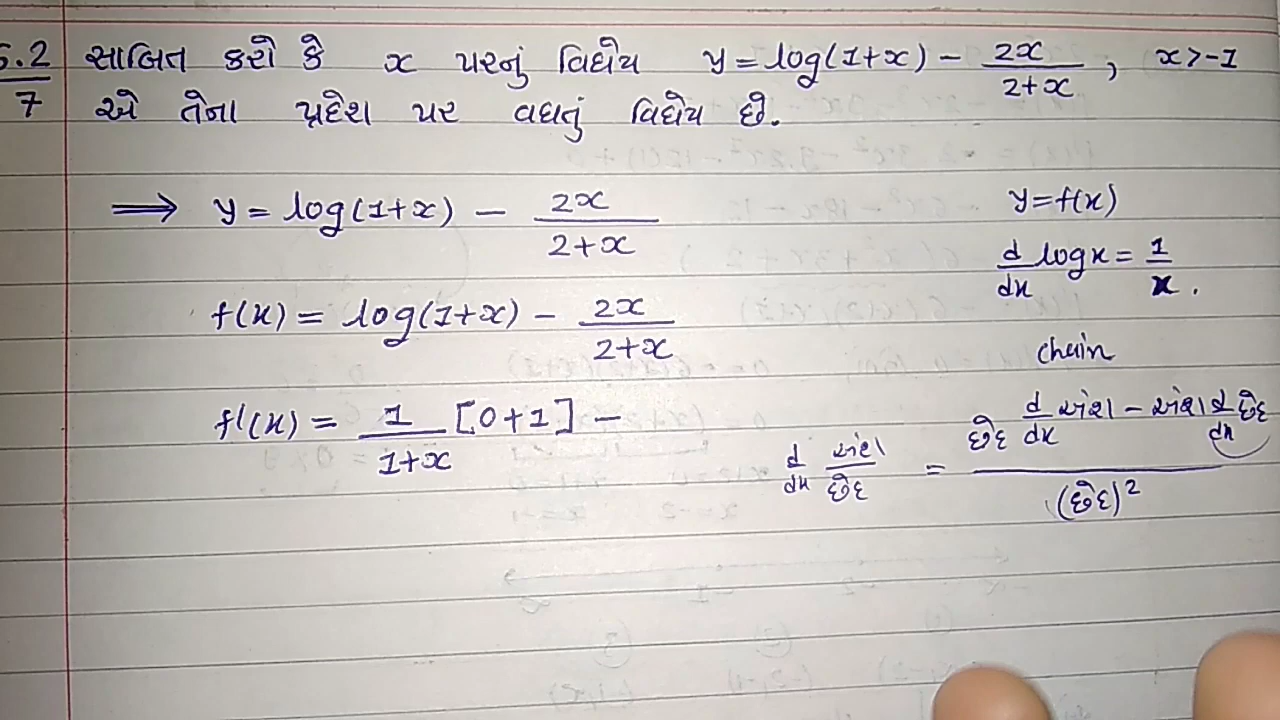 6.2/7 સાબિત કરો કે x પરનું વિધેય y = log(1+x) - 2x/2+x, x > -1
એ તેના પ્રદેશ પર વધતું વિધેય છે.
⟹ y = log(1+x) - 2x/2+x
y = f(x)
d/dx log x = 1/x.
f(x) = log(1+x) - 2x/2+x
chain
f'(x) = 1/1+x [0+1] -
d/dx અંશ/છેદ = છેદ d/dx અંશ - અંશ d/dx છેદ / (છેદ)²